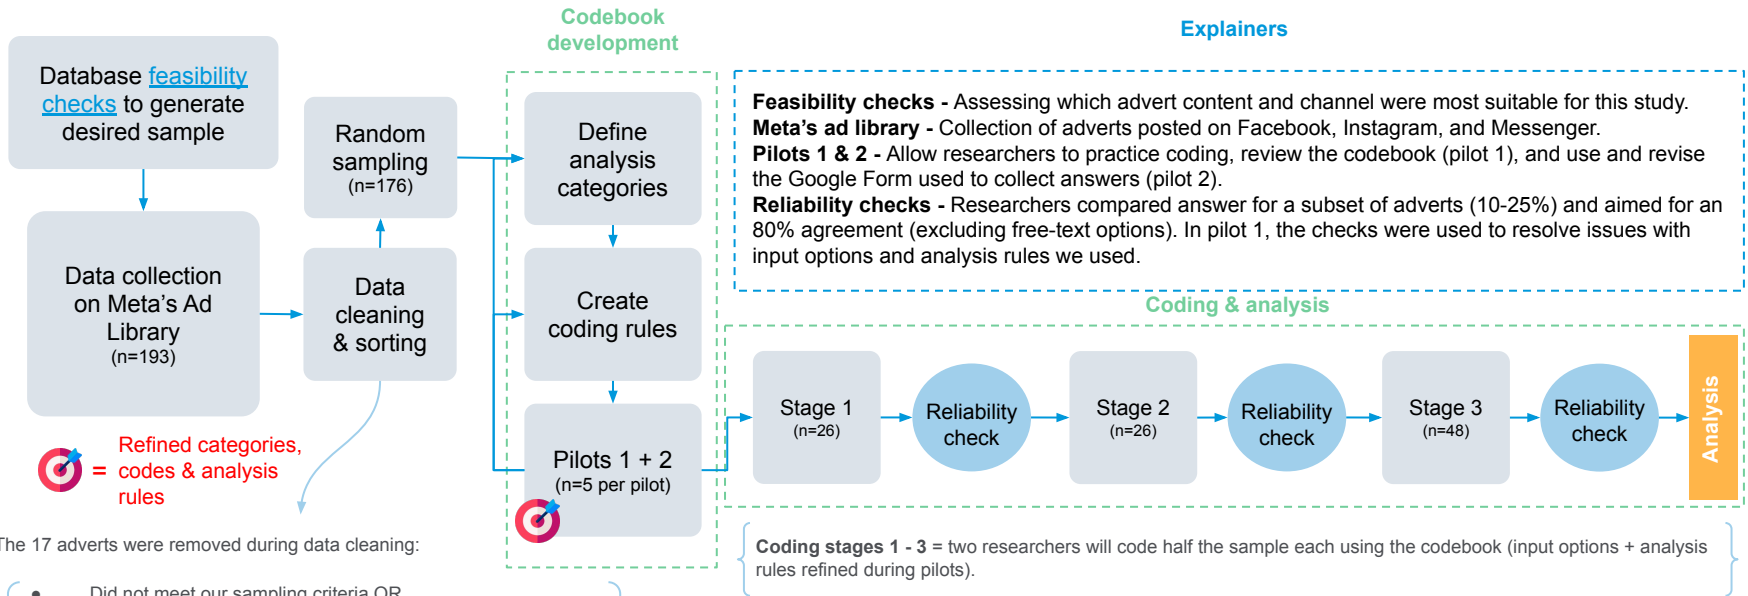 Database feasibility
checks to generate
desired sample
Data collection
on Meta's Ad
Library
(n=193)
Random
sampling
(n=176)
Data
cleaning
& sorting
= Refined categories,
codes & analysis
rules
The 17 adverts were removed during data cleaning:
● Did not meet our sampling criteria OR
Codebook
development
Define
analysis
categories
Create
coding rules
Pilots 1 + 2
(n=5 per pilot)
Explainers
Feasibility checks - Assessing which advert content and channel were most suitable for this study.
Meta's ad library - Collection of adverts posted on Facebook, Instagram, and Messenger.
Pilots 1 & 2 - Allow researchers to practice coding, review the codebook (pilot 1), and use and revise
the Google Form used to collect answers (pilot 2).
Reliability checks - Researchers compared answer for a subset of adverts (10-25%) and aimed for an
80% agreement (excluding free-text options). In pilot 1, the checks were used to resolve issues with
input options and analysis rules we used.
Coding & analysis
Stage 1
(n=26)
Reliability
check
Stage 2
(n=26)
Reliability
check
Stage 3
(n=48)
Reliability
check
Analysis
Coding stages 1 - 3 = two researchers will code half the sample each using the codebook (input options + analysis
rules refined during pilots).